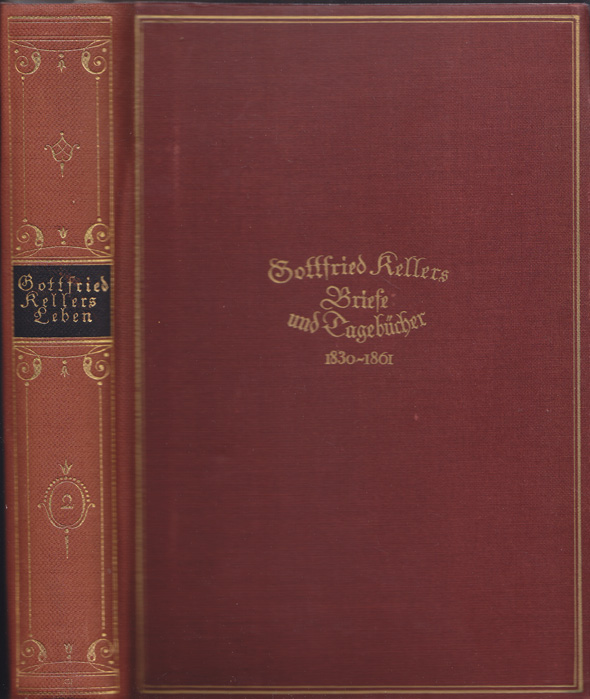 Gottfried
Kellers
Leben
2
Gottfried Kellers
Briefe
und Tagebücher
1830~1861